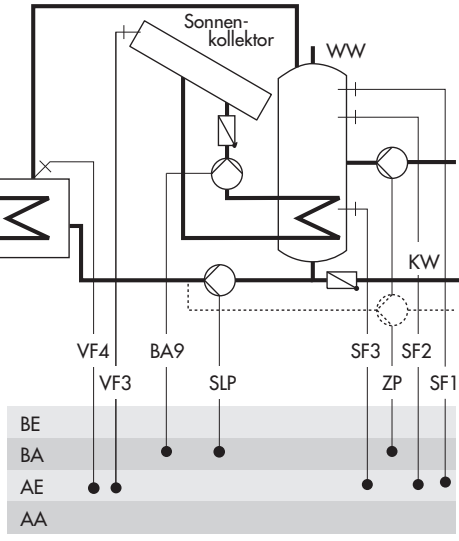 Sonnen-
kollektor
WW
KW
VF4
BA9
SF3
SF2
VF3
SLP
ZP
SF1
BE
BA
AE
AA